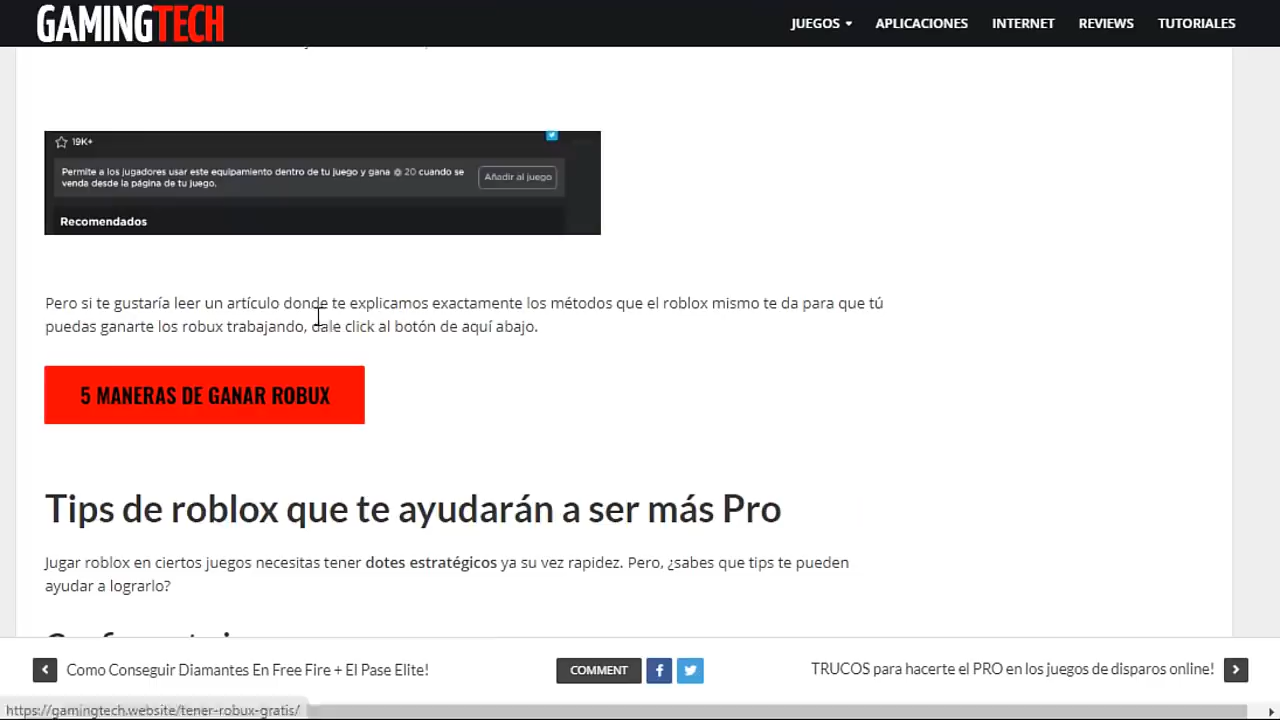 GAMINGTECH
JUEGOS
APLICACIONES
INTERNET
REVIEWS
TUTORIALES
19K+
Permite a los jugadores usar este equipamiento dentro de tu juego y gana 20 cuando se
venda desde la página de tu juego.
Añadir al juego
Recomendados
Pero si te gustaría leer un artículo donde te explicamos exactamente los métodos que el roblox mismo te da para que tú
puedas ganarte los robux trabajando, dale click al botón de aquí abajo.
5 MANERAS DE GANAR ROBUX
Tips de roblox que te ayudarán a ser más Pro
Jugar roblox en ciertos juegos necesitas tener dotes estratégicos ya su vez rapidez. Pero, ¿sabes que tips te pueden
ayudar a lograrlo?
Como Conseguir Diamantes En Free Fire + El Pase Elite!
COMMENT
TRUCOS para hacerte el PRO en los juegos de disparos online!
https://gamingtech.website/tener-robux-gratis/